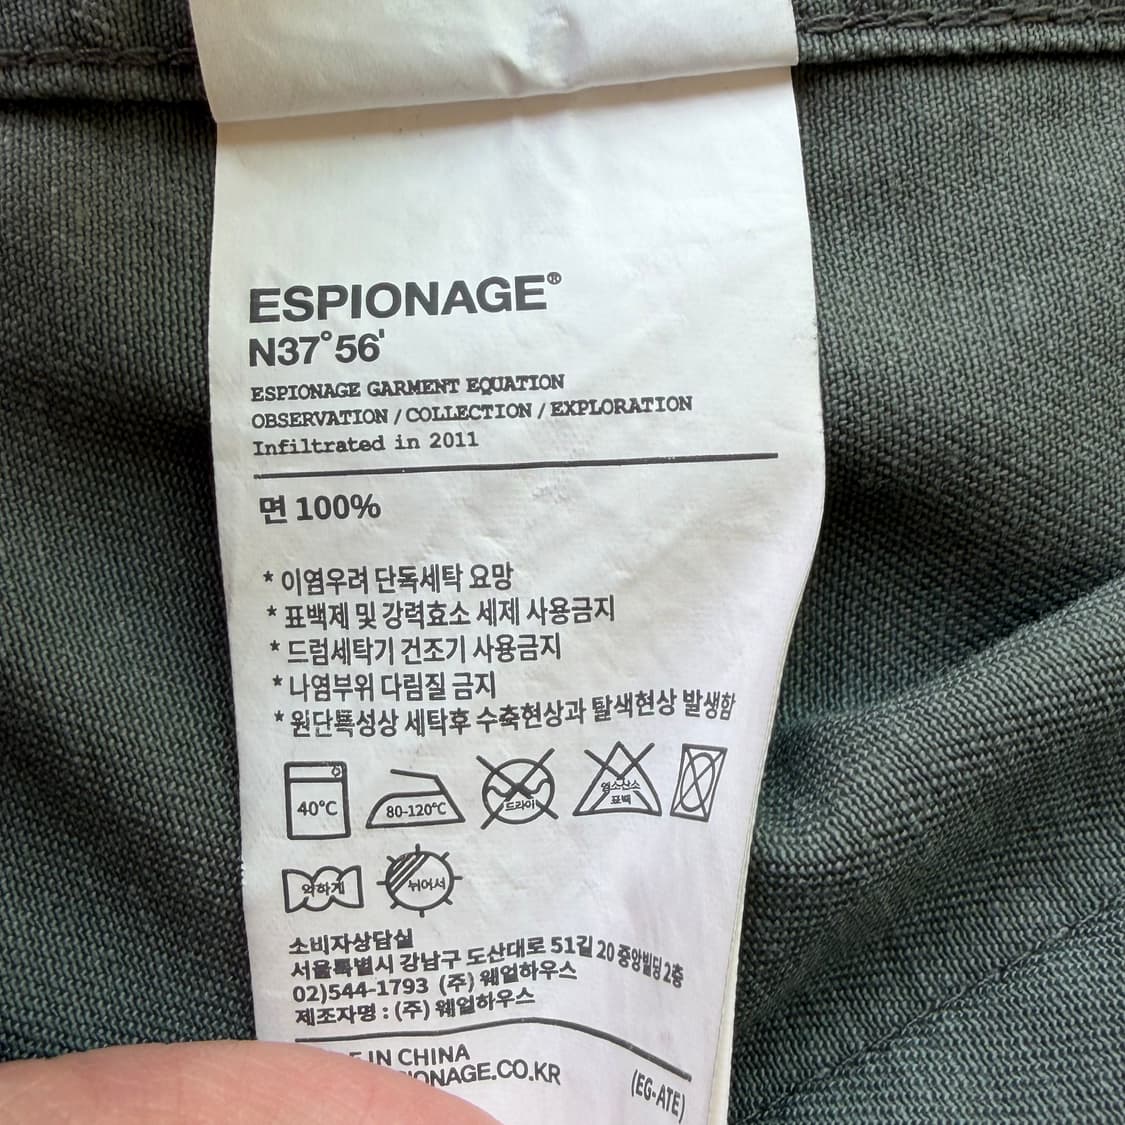 ESPIONAGE®
N37°56'
ESPIONAGE GARMENT EQUATION
OBSERVATION / COLLECTION / EXPLORATION
Infiltrated in 2011
면 100%
* 이염우려 단독세탁 요망
* 표백제 및 강력효소 세제 사용금지
* 드럼세탁기 건조기 사용금지
* 나염부위 다림질 금지
* 원단특성상 세탁후 수축현상과 탈색현상 발생함
40°C 80-120°C 드라이 염소산소 표백
약하게 뉘어서
소비자상담실
서울특별시 강남구 도산대로 51길 20 중앙빌딩 2층
02)544-1793 (주) 웨얼하우스
제조자명 : (주) 웨얼하우스
IN CHINA
IONAGE.CO.KR (EG-ATE)